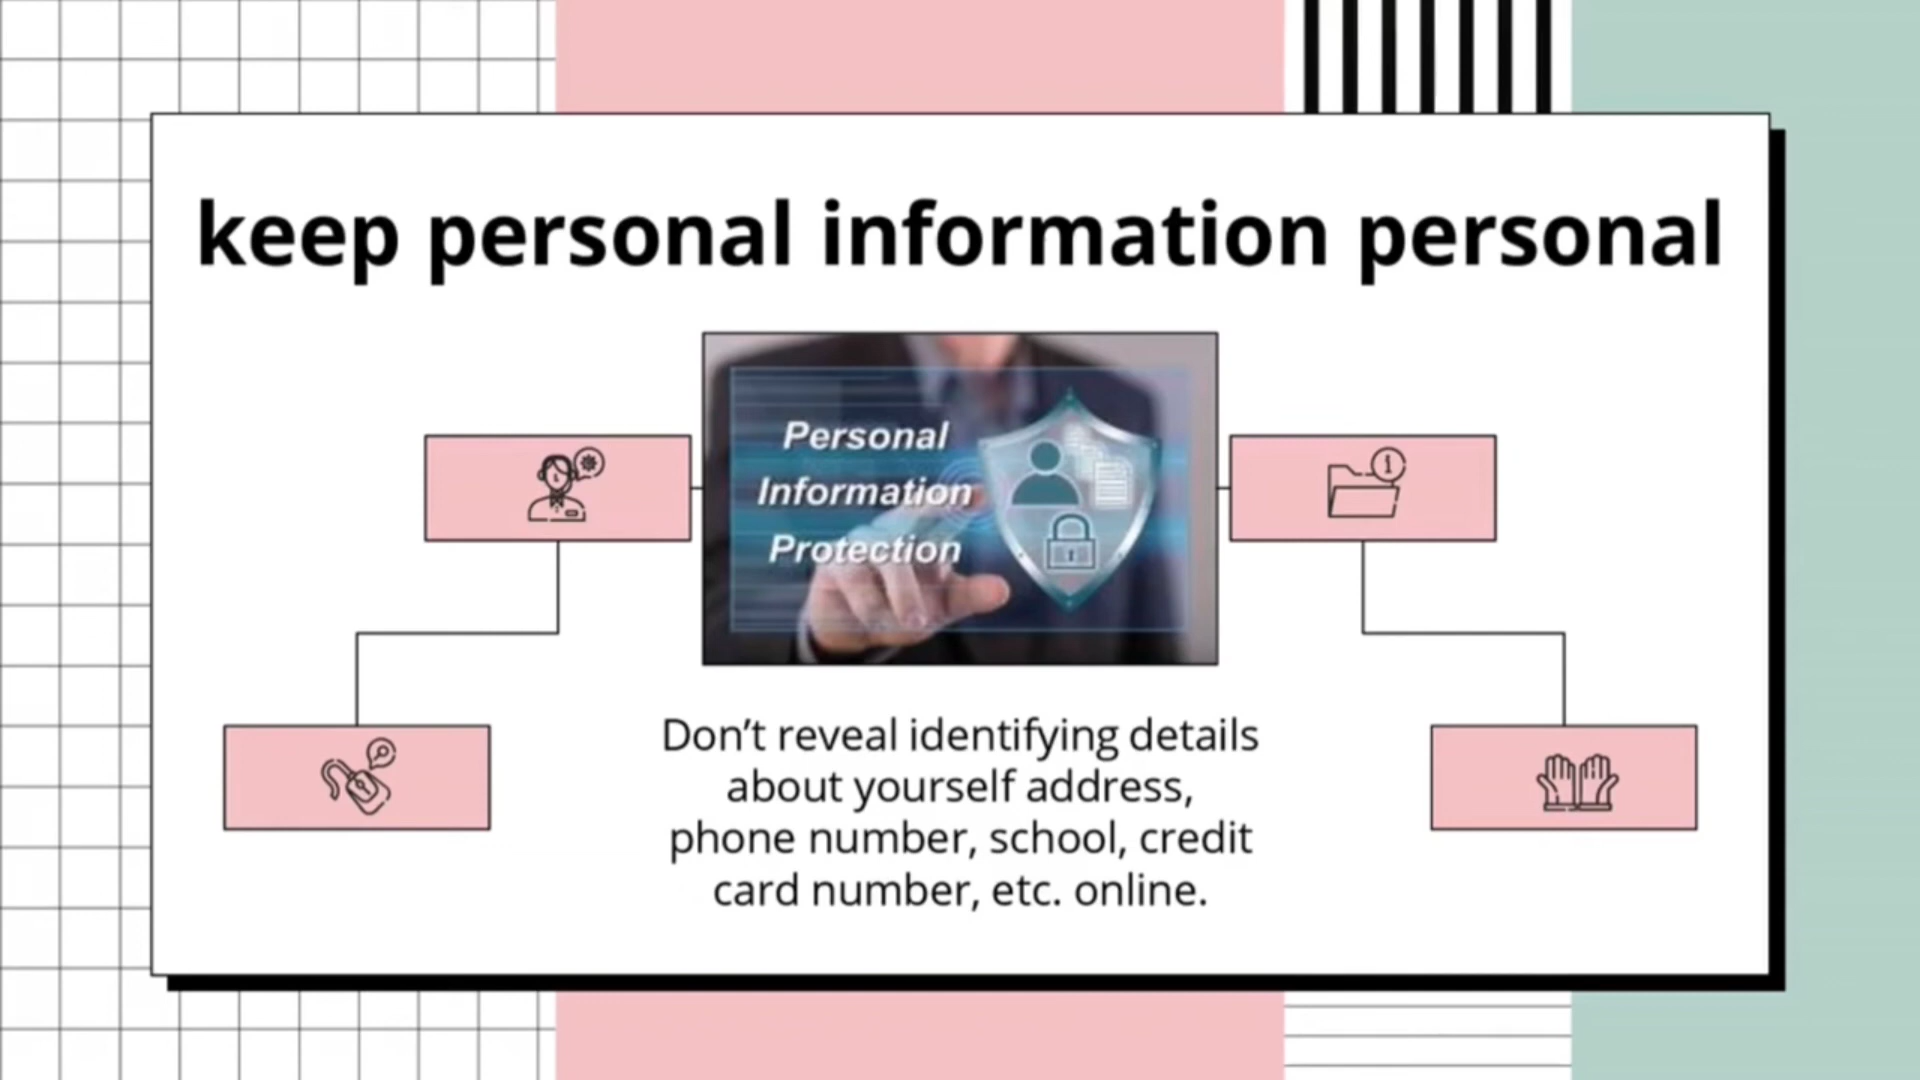 keep personal information personal
Personal
Information
Protection
Don’t reveal identifying details
about yourself address,
phone number, school, credit
card number, etc. online.